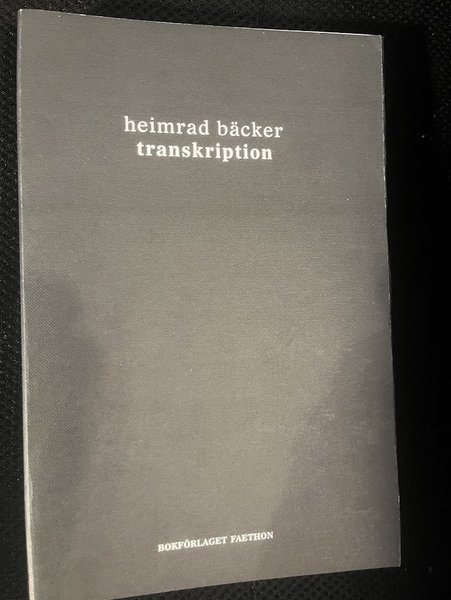 heimrad bäcker
transkription
BOKFÖRLAGET FAETHON